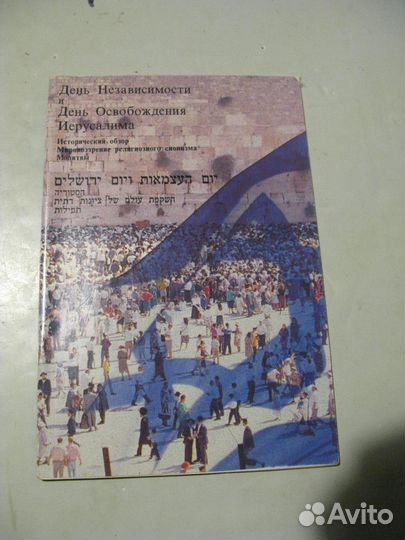 День Независимости
и
День Освобождения
Иерусалима
Исторический обзор
Мировоззрение религиозного сионизма
Молитвы
יום העצמאות ויום ירושלים
הסטוריה
השקפת עולם של ציונות דתית
תפילות
Avito